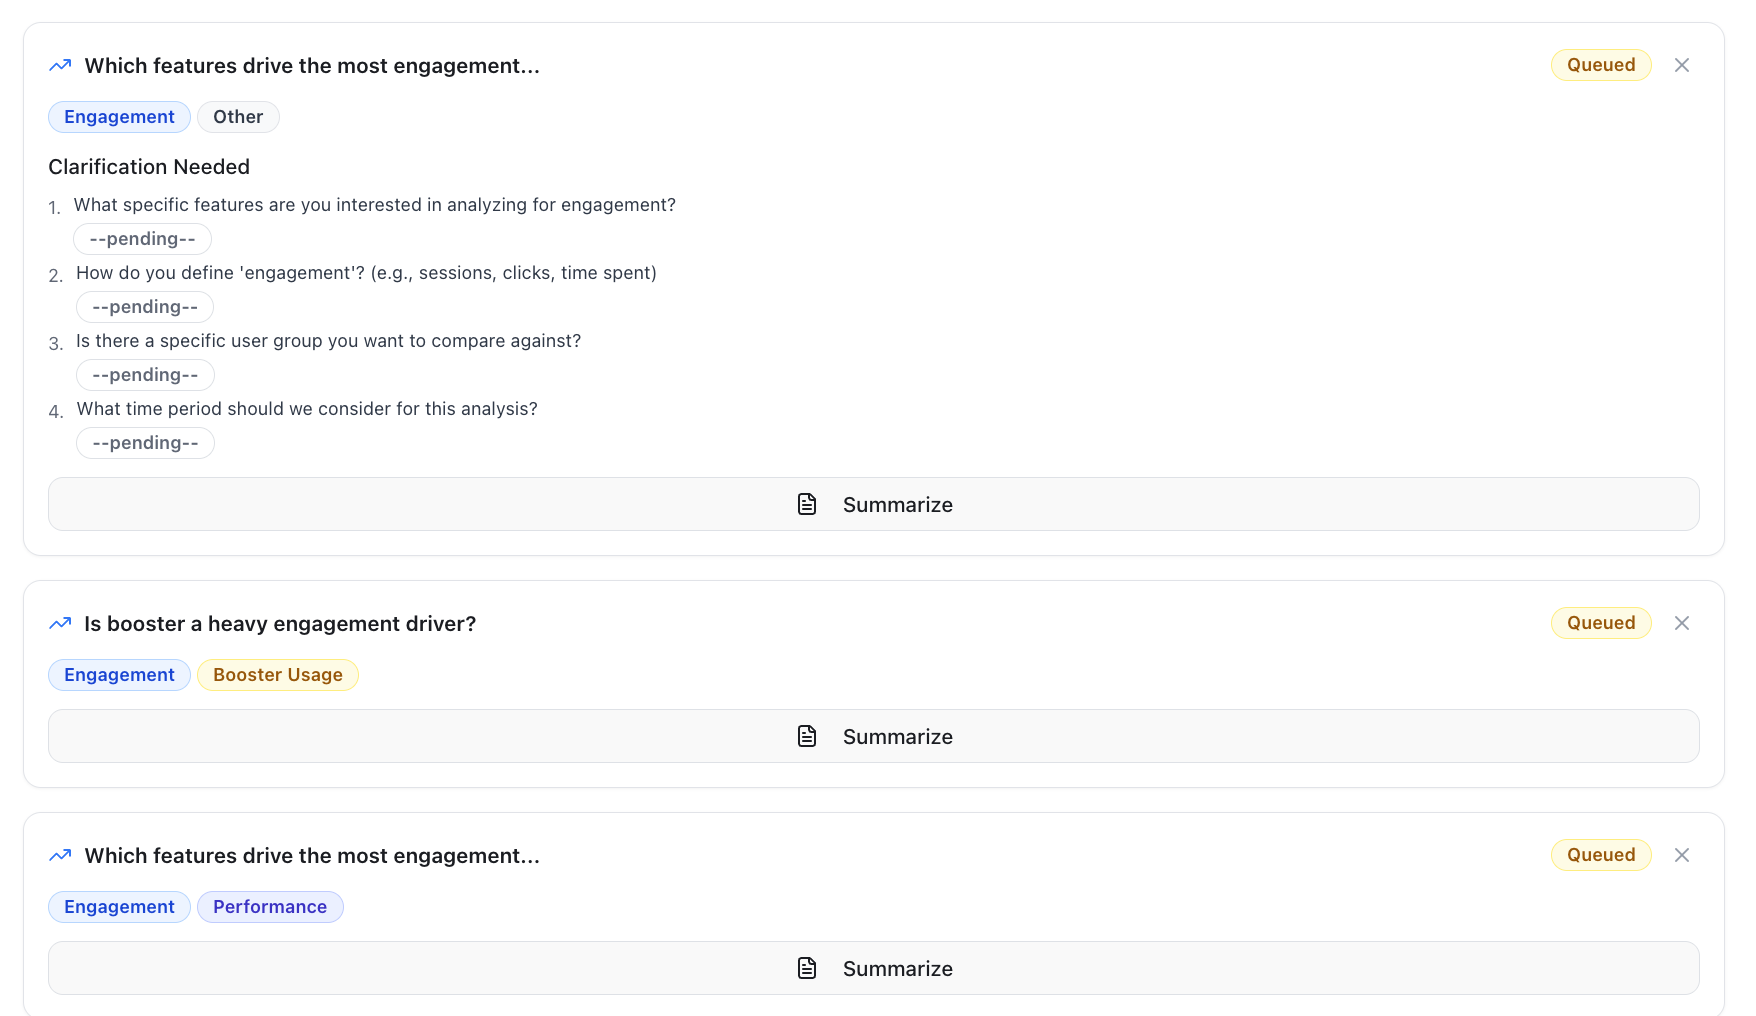 Which features drive the most engagement...
Queued
Engagement
Other
Clarification Needed
1. What specific features are you interested in analyzing for engagement?
--pending--
2. How do you define 'engagement'? (e.g., sessions, clicks, time spent)
--pending--
3. Is there a specific user group you want to compare against?
--pending--
4. What time period should we consider for this analysis?
--pending--
Summarize
Is booster a heavy engagement driver?
Queued
Engagement
Booster Usage
Summarize
Which features drive the most engagement...
Queued
Engagement
Performance
Summarize